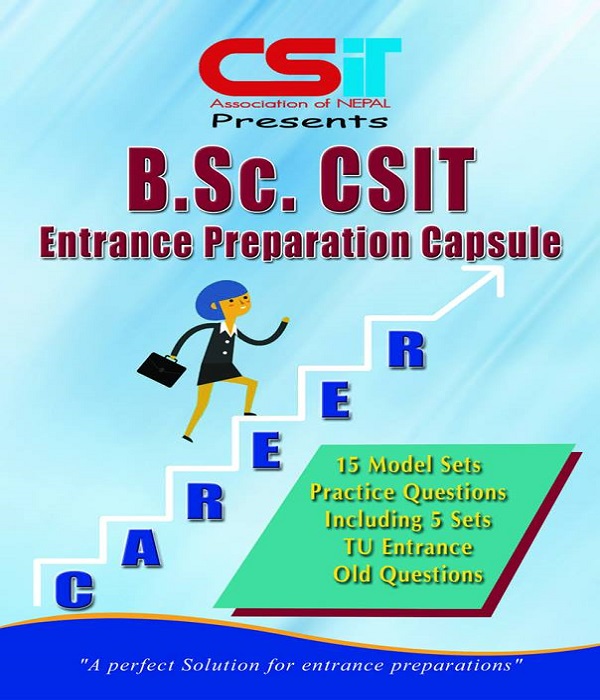 CSiT
Association of NEPAL
Presents
B.Sc. CSIT
Entrance Preparation Capsule
CAREER
15 Model Sets
Practice Questions
Including 5 Sets
TU Entrance
Old Questions
"A perfect Solution for entrance preparations"